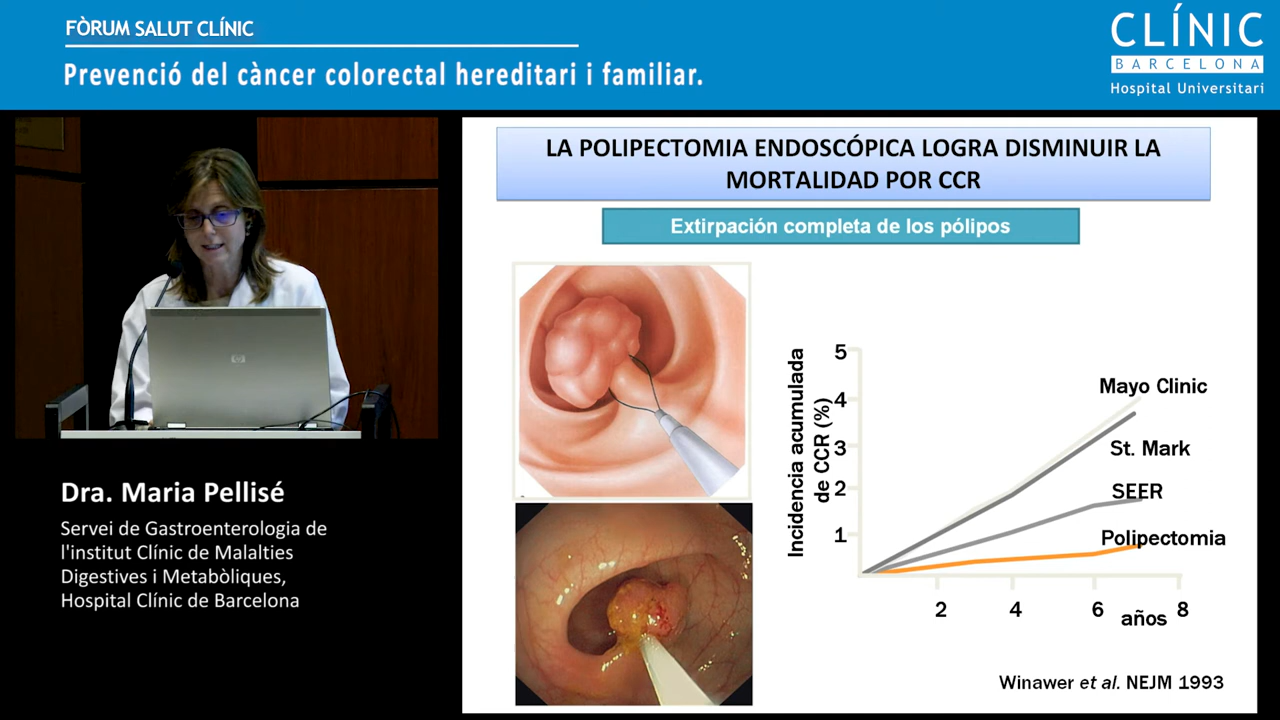 FÒRUM SALUT CLÍNIC
Prevenció del càncer colorectal hereditari i familiar.
CLÍNIC
BARCELONA
Hospital Universitari
LA POLIPECTOMIA ENDOSCÓPICA LOGRA DISMINUIR LA
MORTALIDAD POR CCR
Extirpación completa de los pólipos
Incidencia acumulada
de CCR (%)
5
4
3
2
1
Mayo Clinic
St. Mark
SEER
Polipectomia
2
4
6
8
años
Winawer et al. NEJM 1993
hp
Dra. Maria Pellisé
Servei de Gastroenterologia de
l'institut Clínic de Malalties
Digestives i Metabòliques,
Hospital Clínic de Barcelona